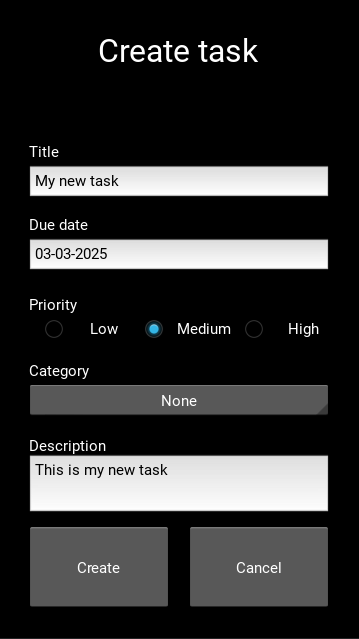 Create task
Title
My new task
Due date
03-03-2025
Priority
Low Medium High
Category
None
Description
This is my new task
Create Cancel